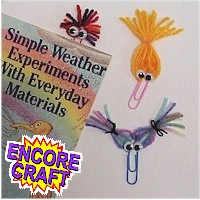 Simple Weather
Experiments
With Everyday
Materials
ENCORE
CRAFT